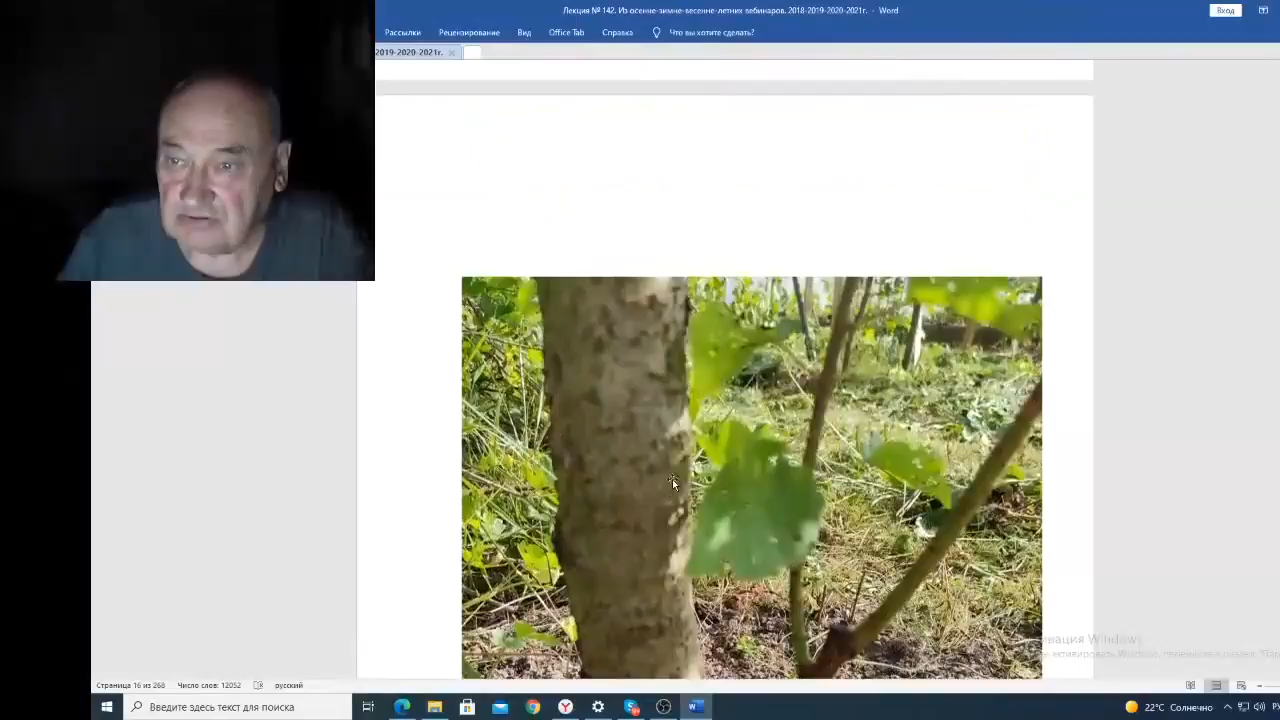 Лекция № 142. Из осенне-зимне-весенне-летних вебинаров. 2018-2019-2020-2021г. - Word
Вход
Рассылки Рецензирование Вид Office Tab Справка Что вы хотите сделать?
2019-2020-2021г.
ивация Windows
Страница 16 из 268 Число слов: 12052 русский
Введите здесь текст для поиска
22°C Солнечно